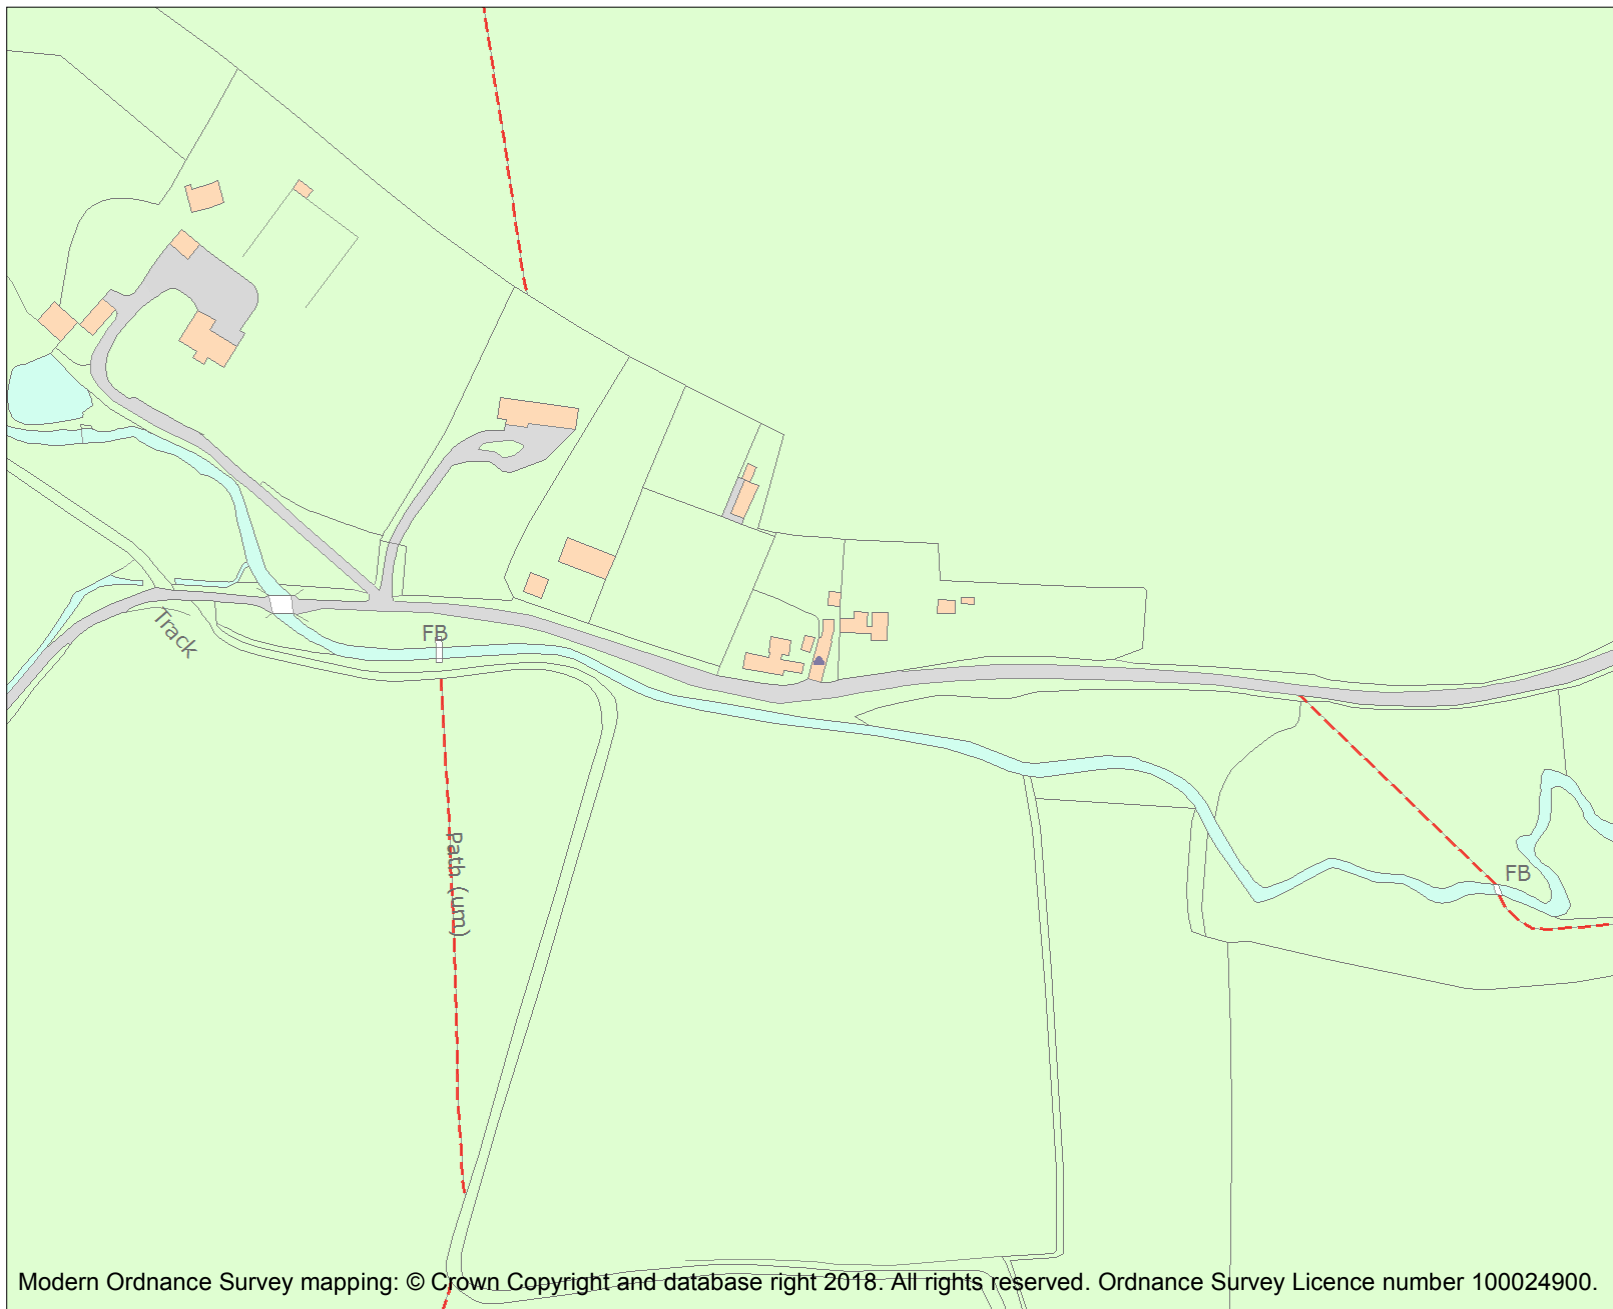 Track
FB
Path (um)
FB
Modern Ordnance Survey mapping: © Crown Copyright and database right 2018. All rights reserved. Ordnance Survey Licence number 100024900.